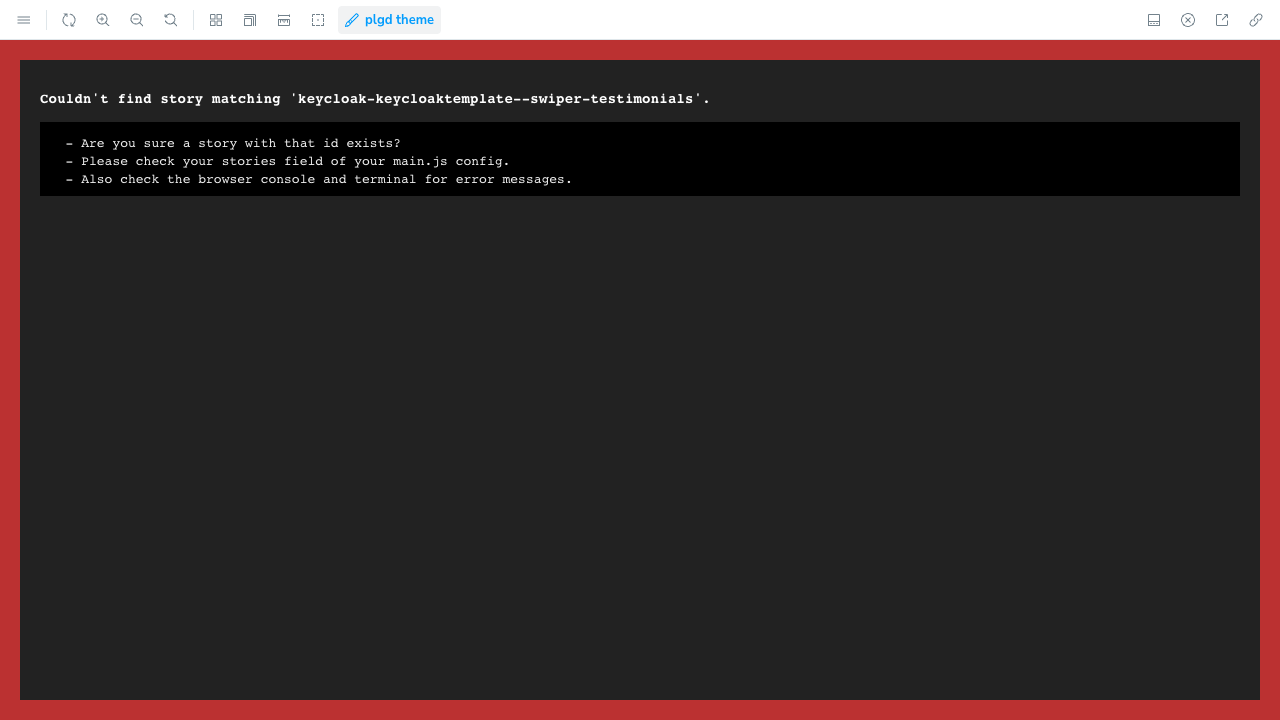 plgd theme
Couldn't find story matching 'keycloak-keycloaktemplate--swiper-testimonials'.
- Are you sure a story with that id exists?
- Please check your stories field of your main.js config.
- Also check the browser console and terminal for error messages.